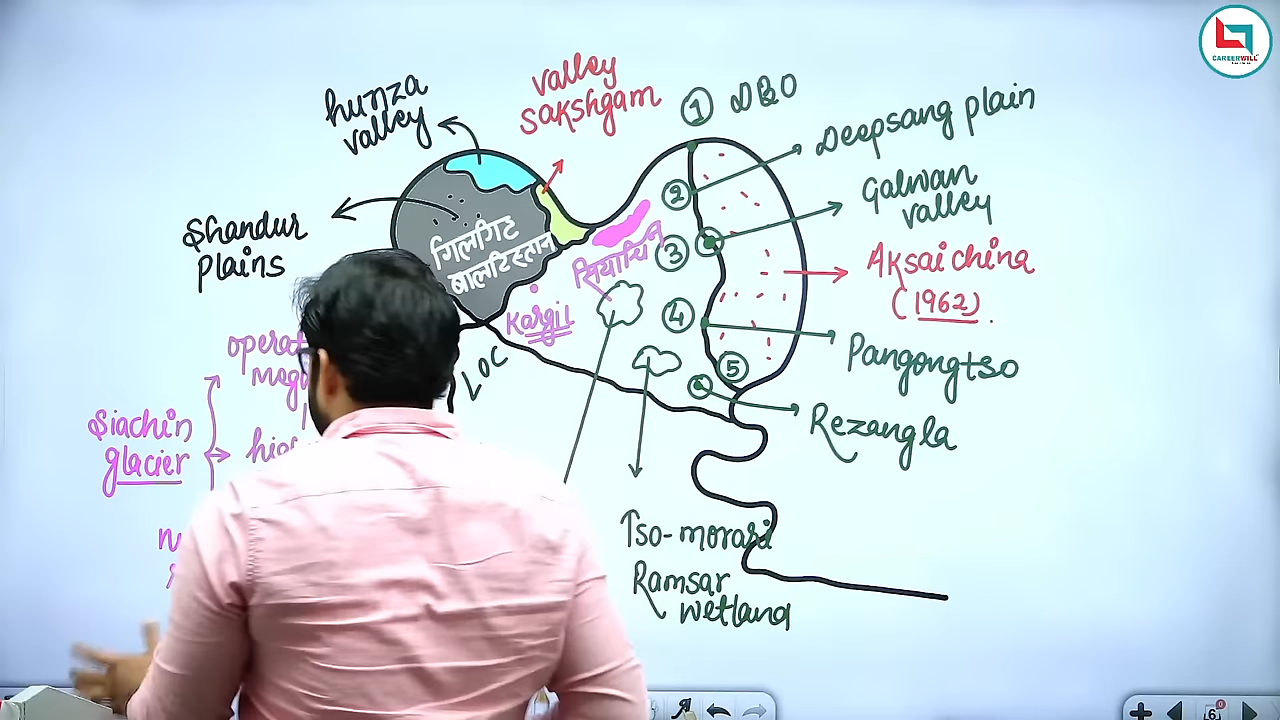 CAREERWILL
hunza
valley
valley
sakshgam
1 DBO
Deepsang plain
2
Galwan
valley
Shandur
plains
गिलगिट
बालटिस्तान
सियाचिन
3
Aksai china
(1962).
Kargil
4
Pangongtso
LOC
5
Rezangla
Siachin
glacier
Tso-morari
Ramsar
wetland
6